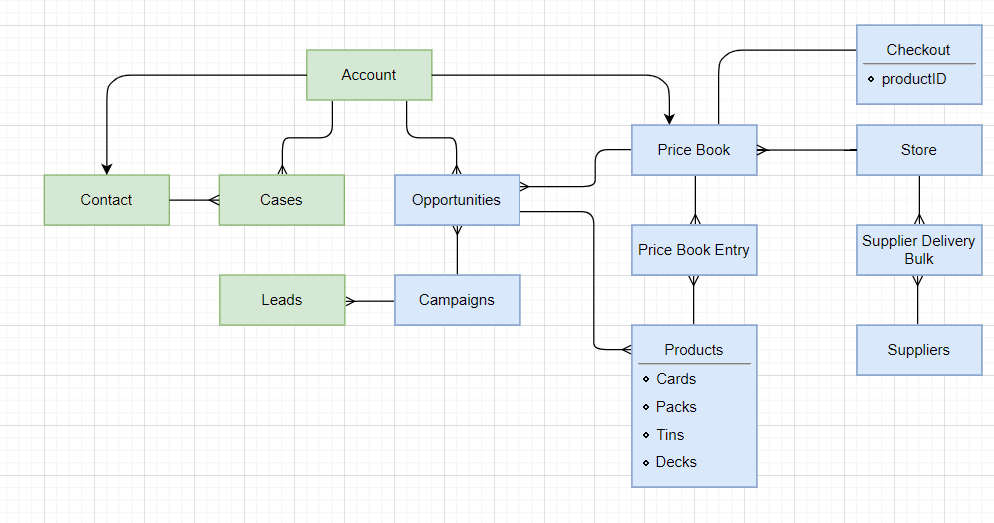 Checkout
productID
Account
Price Book
Store
Contact
Cases
Opportunities
Price Book Entry
Supplier Delivery
Bulk
Leads
Campaigns
Products
Cards
Packs
Tins
Decks
Suppliers